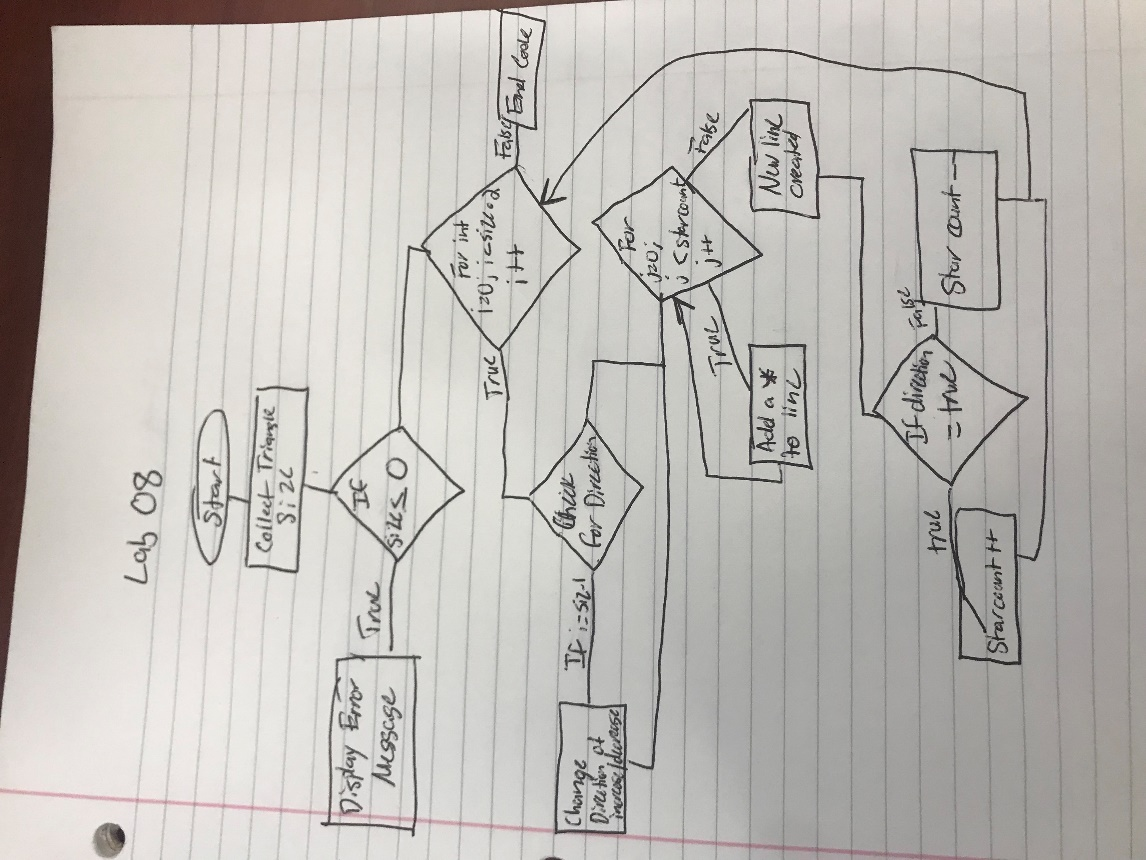 Lab 08
Start
Collect Triangle
Size
If
size ≤ 0
True
Display Error
Message
For int
i=0; i<=size*2
i++
False
End Code
True
Check
For Direction
If i=siz-1
Change
Direction of
increase/decrease
For
j=0;
j < starcount
j++
False
True
Add a *
to line
New line
created
If direction
= true
False
Star count --
true
Starcount ++